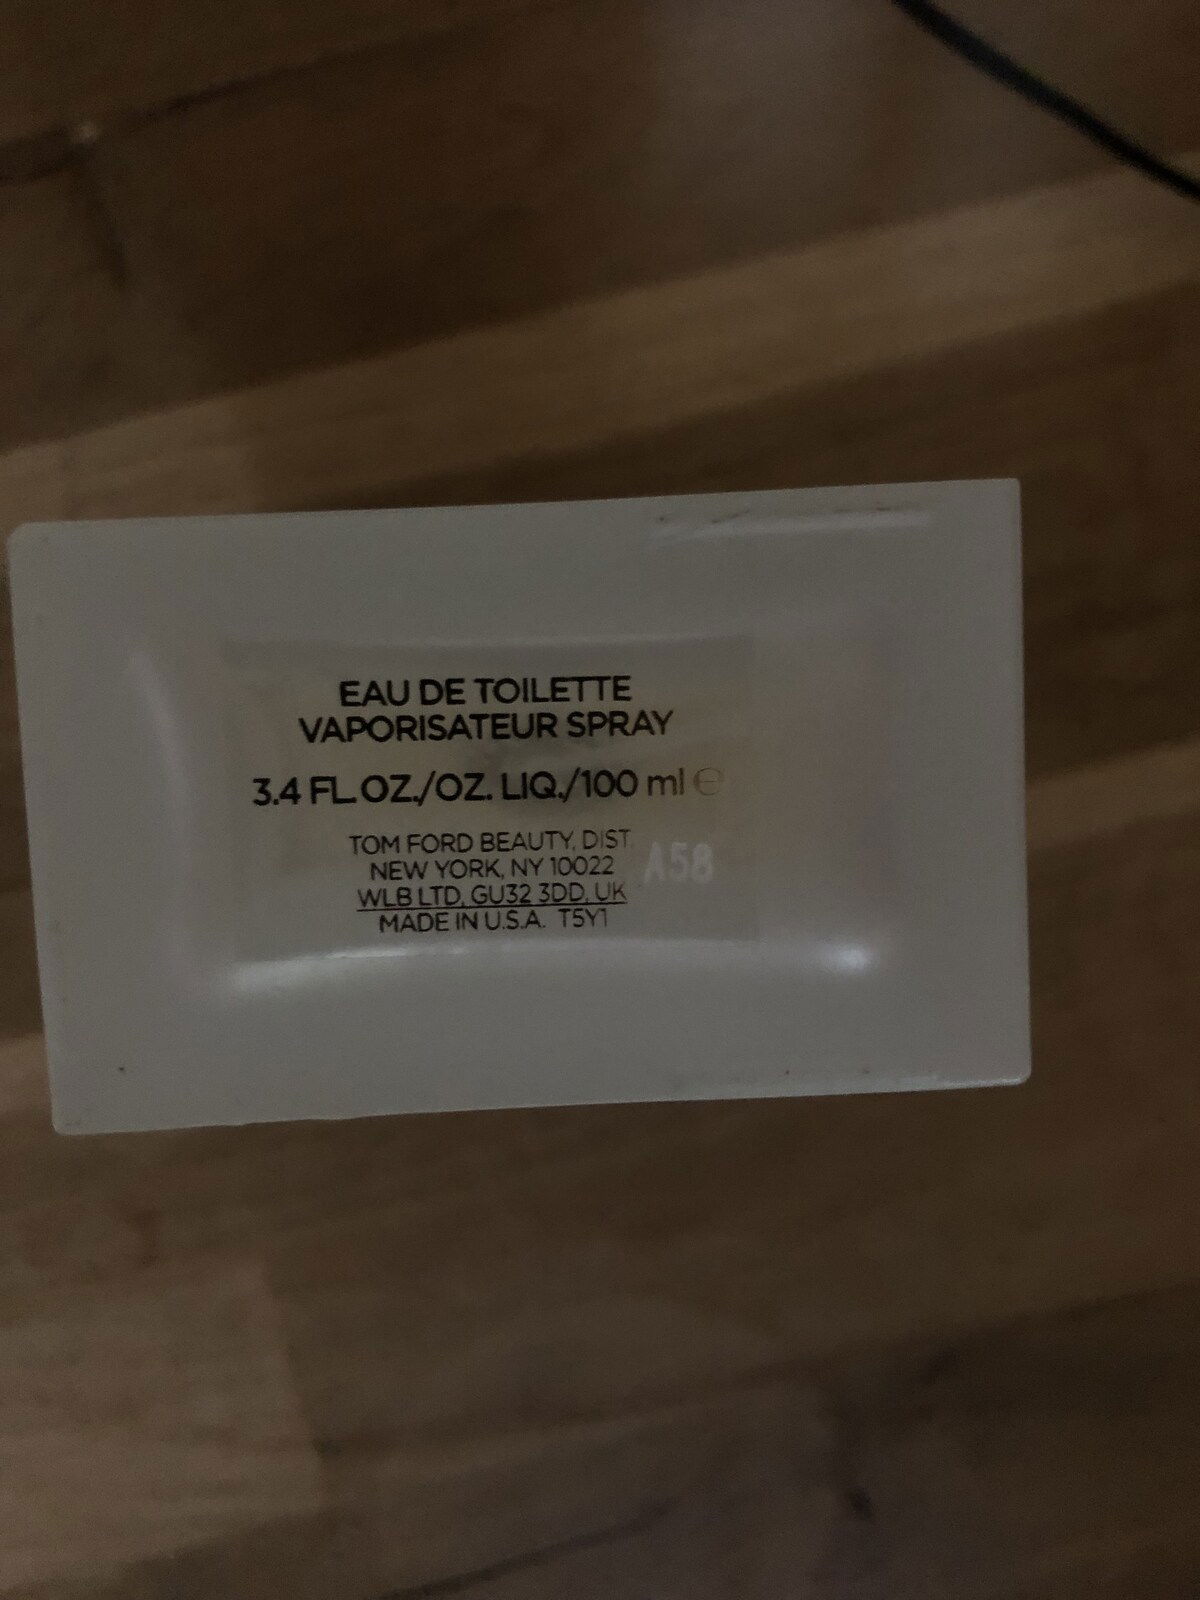 EAU DE TOILETTE
VAPORISATEUR SPRAY
3.4 FL OZ./OZ. LIQ./100 ml ℮
TOM FORD BEAUTY, DIST.
NEW YORK, NY 10022
WLB LTD, GU32 3DD, UK
MADE IN U.S.A. T5Y1
A58